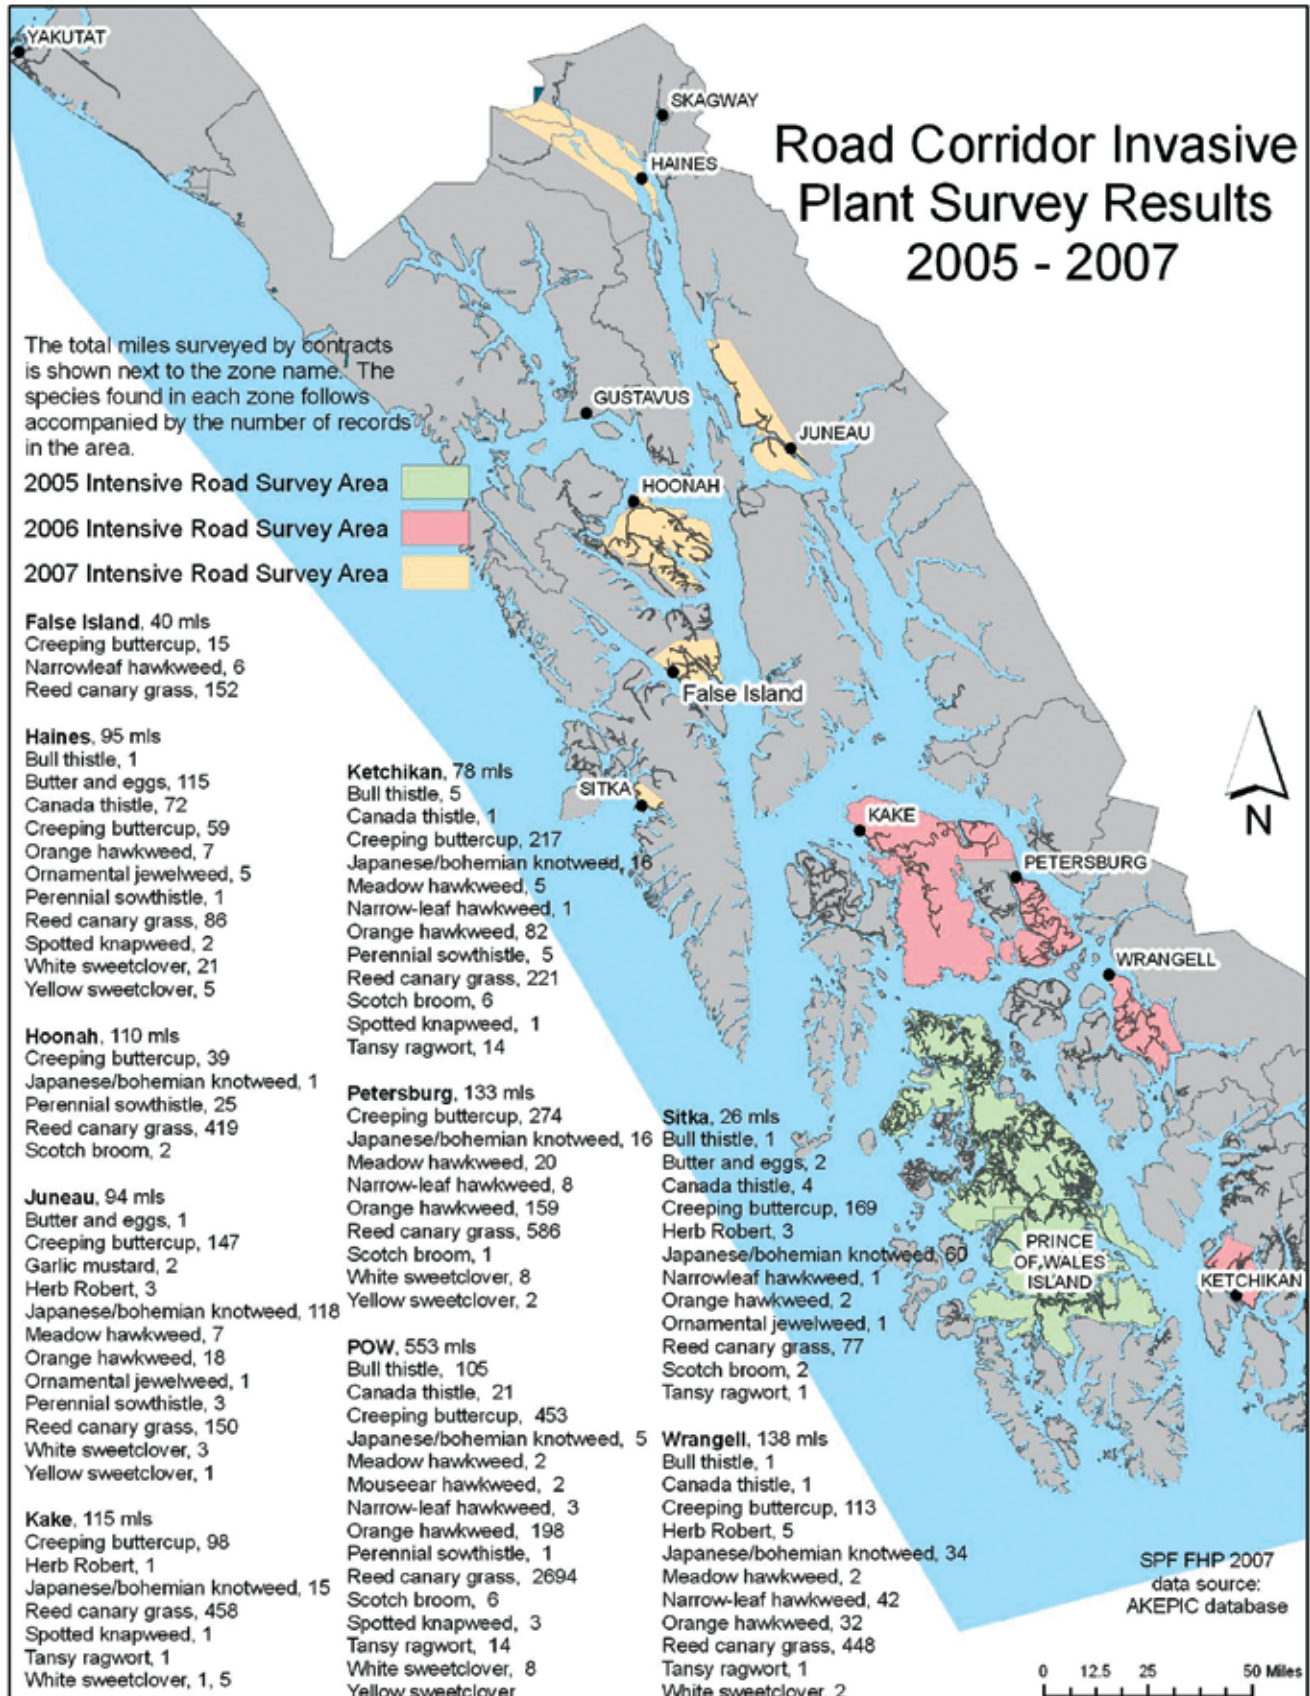 YAKUTAT
SKAGWAY
HAINES
Road Corridor Invasive
Plant Survey Results
2005 - 2007
The total miles surveyed by contracts
is shown next to the zone name. The
species found in each zone follows
accompanied by the number of records
in the area.
GUSTAVUS
JUNEAU
HOONAH
2005 Intensive Road Survey Area
2006 Intensive Road Survey Area
2007 Intensive Road Survey Area
False Island
SITKA
KAKE
PETERSBURG
WRANGELL
PRINCE
OF WALES
ISLAND
KETCHIKAN
N
False Island, 40 mls
Creeping buttercup, 15
Narrowleaf hawkweed, 6
Reed canary grass, 152
Haines, 95 mls
Bull thistle, 1
Butter and eggs, 115
Canada thistle, 72
Creeping buttercup, 59
Orange hawkweed, 7
Ornamental jewelweed, 5
Perennial sowthistle, 1
Reed canary grass, 86
Spotted knapweed, 2
White sweetclover, 21
Yellow sweetclover, 5
Hoonah, 110 mls
Creeping buttercup, 39
Japanese/bohemian knotweed, 1
Perennial sowthistle, 25
Reed canary grass, 419
Scotch broom, 2
Juneau, 94 mls
Butter and eggs, 1
Creeping buttercup, 147
Garlic mustard, 2
Herb Robert, 3
Japanese/bohemian knotweed, 118
Meadow hawkweed, 7
Orange hawkweed, 18
Ornamental jewelweed, 1
Perennial sowthistle, 3
Reed canary grass, 150
White sweetclover, 3
Yellow sweetclover, 1
Kake, 115 mls
Creeping buttercup, 98
Herb Robert, 1
Japanese/bohemian knotweed, 15
Reed canary grass, 458
Spotted knapweed, 1
Tansy ragwort, 1
White sweetclover, 1, 5
Ketchikan, 78 mls
Bull thistle, 5
Canada thistle, 1
Creeping buttercup, 217
Japanese/bohemian knotweed, 16
Meadow hawkweed, 5
Narrow-leaf hawkweed, 1
Orange hawkweed, 82
Perennial sowthistle, 5
Reed canary grass, 221
Scotch broom, 6
Spotted knapweed, 1
Tansy ragwort, 14
Petersburg, 133 mls
Creeping buttercup, 274
Japanese/bohemian knotweed, 16
Meadow hawkweed, 20
Narrow-leaf hawkweed, 8
Orange hawkweed, 159
Reed canary grass, 586
Scotch broom, 1
White sweetclover, 8
Yellow sweetclover, 2
POW, 553 mls
Bull thistle, 105
Canada thistle, 21
Creeping buttercup, 453
Japanese/bohemian knotweed, 5
Meadow hawkweed, 2
Mouseear hawkweed, 2
Narrow-leaf hawkweed, 3
Orange hawkweed, 198
Perennial sowthistle, 1
Reed canary grass, 2694
Scotch broom, 6
Spotted knapweed, 3
Tansy ragwort, 14
White sweetclover, 8
Yellow sweetclover
Sitka, 26 mls
Bull thistle, 1
Butter and eggs, 2
Canada thistle, 4
Creeping buttercup, 169
Herb Robert, 3
Japanese/bohemian knotweed, 60
Narrowleaf hawkweed, 1
Orange hawkweed, 2
Ornamental jewelweed, 1
Reed canary grass, 77
Scotch broom, 2
Tansy ragwort, 1
Wrangell, 138 mls
Bull thistle, 1
Canada thistle, 1
Creeping buttercup, 113
Herb Robert, 5
Japanese/bohemian knotweed, 34
Meadow hawkweed, 2
Narrow-leaf hawkweed, 42
Orange hawkweed, 32
Reed canary grass, 448
Tansy ragwort, 1
White sweetclover, 2
SPF FHP 2007
data source:
AKEPIC database
0 12.5 25 50 Miles